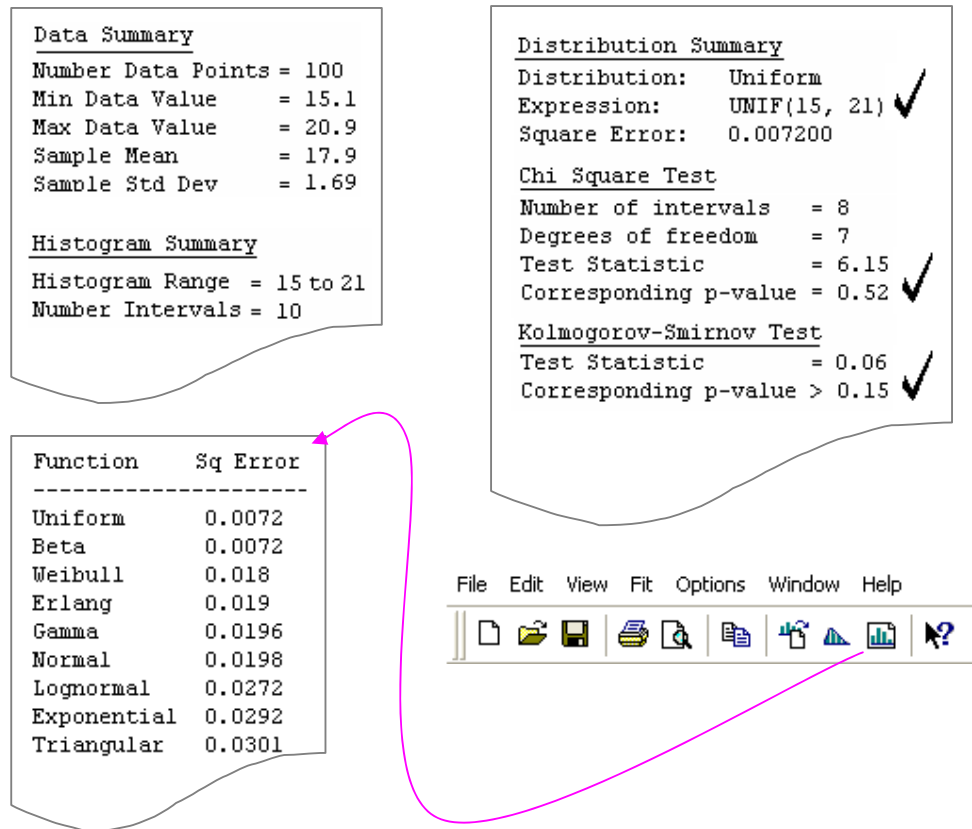 Data Summary
Number Data Points = 100
Min Data Value = 15.1
Max Data Value = 20.9
Sample Mean = 17.9
Sample Std Dev = 1.69
Histogram Summary
Histogram Range = 15 to 21
Number Intervals = 10
Distribution Summary
Distribution: Uniform
Expression: UNIF(15, 21)
Square Error: 0.007200
Chi Square Test
Number of intervals = 8
Degrees of freedom = 7
Test Statistic = 6.15
Corresponding p-value = 0.52
Kolmogorov-Smirnov Test
Test Statistic = 0.06
Corresponding p-value > 0.15
Function Sq Error
---------------------
Uniform 0.0072
Beta 0.0072
Weibull 0.018
Erlang 0.019
Gamma 0.0196
Normal 0.0198
Lognormal 0.0272
Exponential 0.0292
Triangular 0.0301
File Edit View Fit Options Window Help